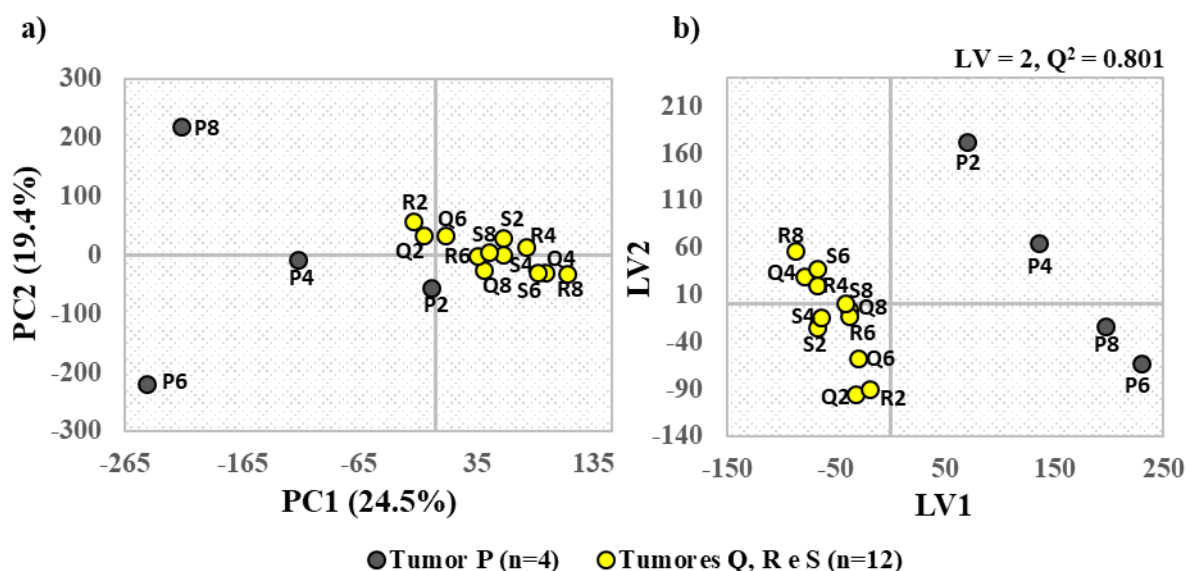 a)
PC2 (19.4%)
300
200
100
0
-100
-200
-300
P8
R2
Q6
S2
S8
R4
Q2
R6
S4
Q4
P4
Q8
S6
R8
P2
P6
-265 -165 -65 35 135
PC1 (24.5%)
b)
LV = 2, Q² = 0.801
LV2
210
160
110
60
10
-40
-90
-140
P2
R8
S6
P4
Q4
R4
S8
Q8
S4
R6
S2
P8
Q6
P6
Q2
R2
-150 -50 50 150 250
LV1
Tumor P (n=4) Tumores Q, R e S (n=12)